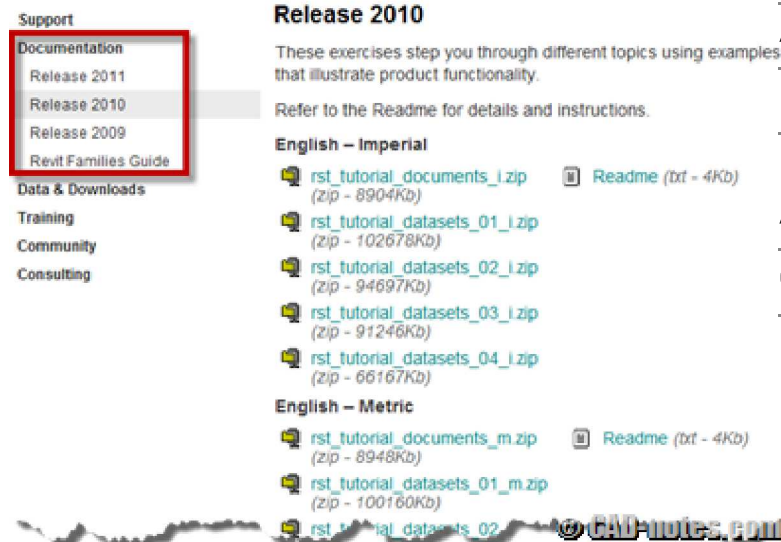 Support
Documentation
Release 2011
Release 2010
Release 2009
Revit Families Guide
Data & Downloads
Training
Community
Consulting
Release 2010
These exercises step you through different topics using examples
that illustrate product functionality.
Refer to the Readme for details and instructions.
English – Imperial
rst_tutorial_documents_i.zip Readme (txt - 4Kb)
(zip - 8904Kb)
rst_tutorial_datasets_01_i.zip
(zip - 102678Kb)
rst_tutorial_datasets_02_i.zip
(zip - 94697Kb)
rst_tutorial_datasets_03_i.zip
(zip - 91246Kb)
rst_tutorial_datasets_04_i.zip
(zip - 66167Kb)
English – Metric
rst_tutorial_documents_m.zip Readme (txt - 4Kb)
(zip - 8948Kb)
rst_tutorial_datasets_01_m.zip
(zip - 100160Kb)
© CAD-notes.com